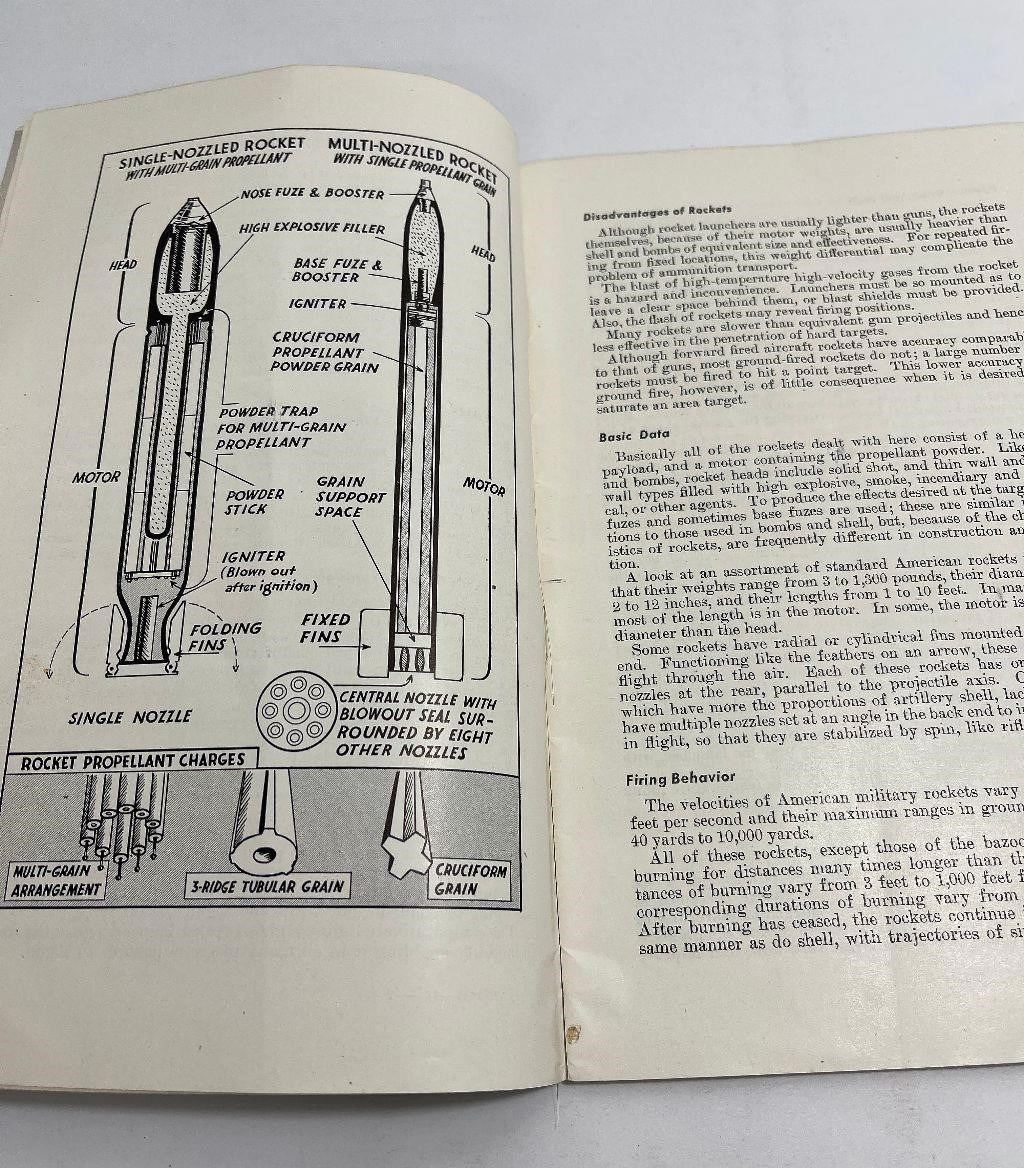 SINGLE-NOZZLED ROCKET
WITH MULTI-GRAIN PROPELLANT
MULTI-NOZZLED ROCKET
WITH SINGLE PROPELLANT GRAIN
NOSE FUZE & BOOSTER
HIGH EXPLOSIVE FILLER
HEAD
HEAD
BASE FUZE &
BOOSTER
IGNITER
CRUCIFORM
PROPELLANT
POWDER GRAIN
POWDER TRAP
FOR MULTI-GRAIN
PROPELLANT
MOTOR
MOTOR
POWDER
STICK
GRAIN
SUPPORT
SPACE
IGNITER
(Blown out
after ignition)
FOLDING
FINS
FIXED
FINS
SINGLE NOZZLE
CENTRAL NOZZLE WITH
BLOWOUT SEAL SUR-
ROUNDED BY EIGHT
OTHER NOZZLES
ROCKET PROPELLANT CHARGES
MULTI-GRAIN
ARRANGEMENT
3-RIDGE TUBULAR GRAIN
CRUCIFORM
GRAIN
Disadvantages of Rockets
Although rocket launchers are usually lighter than guns, the rockets
themselves, because of their motor weights, are usually heavier than
shell and bombs of equivalent size and effectiveness. For repeated fir-
ing from fixed locations, this weight differential may complicate the
problem of ammunition transport.
The blast of high-temperature high-velocity gases from the rocket
is a hazard and inconvenience. Launchers must be so mounted as to
leave a clear space behind them, or blast shields must be provided.
Also, the flash of rockets may reveal firing positions.
Many rockets are slower than equivalent gun projectiles and henc
less effective in the penetration of hard targets.
Although forward fired aircraft rockets have accuracy comparab
to that of guns, most ground-fired rockets do not; a large number
rockets must be fired to hit a point target. This lower accuracy
ground fire, however, is of little consequence when it is desired
saturate an area target.
Basic Data
Basically all of the rockets dealt with here consist of a he
payload, and a motor containing the propellant powder. Like
and bombs, rocket heads include solid shot, and thin wall and
wall types filled with high explosive, smoke, incendiary and
cal, or other agents. To produce the effects desired at the targ
fuzes and sometimes base fuzes are used; these are similar i
tions to those used in bombs and shell, but, because of the ch
istics of rockets, are frequently different in construction an
tion.
A look at an assortment of standard American rockets
that their weights range from 3 to 1,300 pounds, their diam
2 to 12 inches, and their lengths from 1 to 10 feet. In ma
most of the length is in the motor. In some, the motor is
diameter than the head.
Some rockets have radial or cylindrical fins mounted
end. Functioning like the feathers on an arrow, these
flight through the air. Each of these rockets has or
nozzles at the rear, parallel to the projectile axis. O
which have more the proportions of artillery shell, lac
have multiple nozzles set at an angle in the back end to i
in flight, so that they are stabilized by spin, like rifl
Firing Behavior
The velocities of American military rockets vary
feet per second and their maximum ranges in groun
40 yards to 10,000 yards.
All of these rockets, except those of the bazoo
burning for distances many times longer than th
tances of burning vary from 3 feet to 1,000 feet f
corresponding durations of burning vary from
After burning has ceased, the rockets continue
same manner as do shell, with trajectories of si